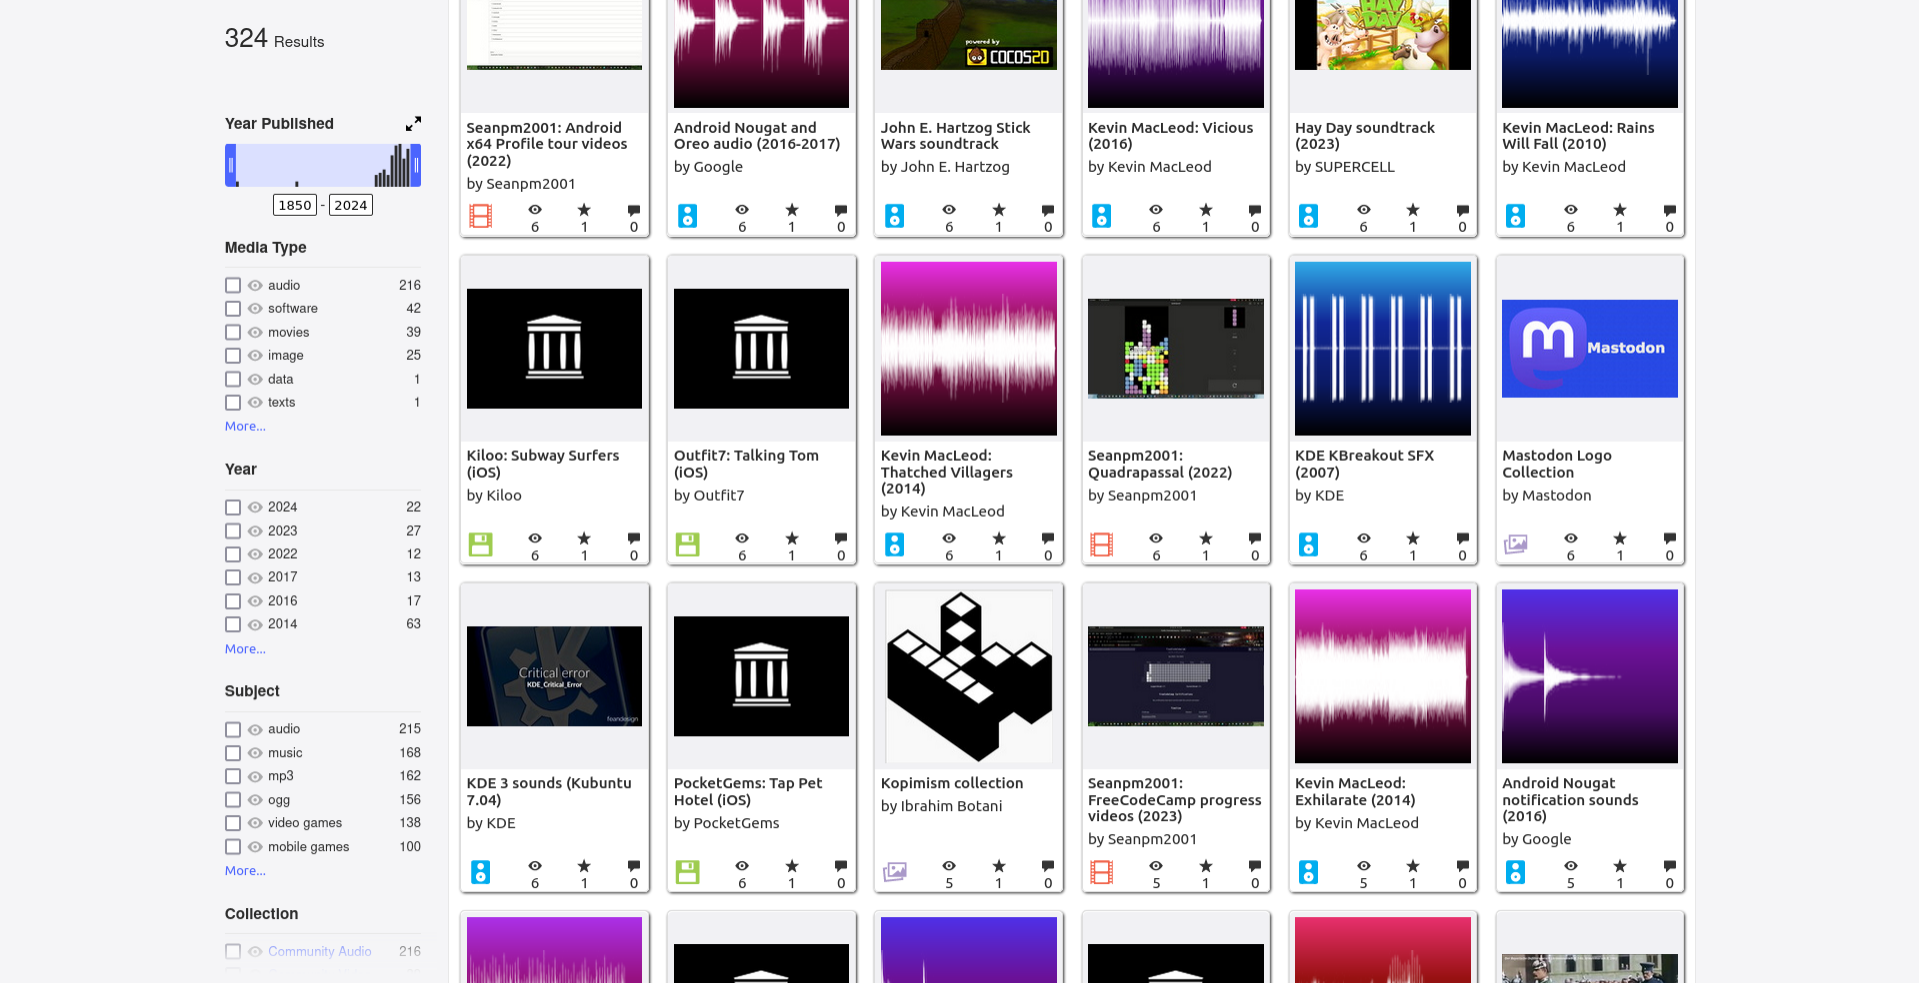 324 Results
Year Published
1850 - 2024
Media Type
audio 216
software 42
movies 39
image 25
data 1
texts 1
More...
Year
2024 22
2023 27
2022 12
2017 13
2016 17
2014 63
More...
Subject
audio 215
music 168
mp3 162
ogg 156
video games 138
mobile games 100
More...
Collection
Community Audio 216
Seanpm2001: Android
x64 Profile tour videos
(2022)
by Seanpm2001
6 1 0
Android Nougat and
Oreo audio (2016-2017)
by Google
6 1 0
powered by
COCOS2D
John E. Hartzog Stick
Wars soundtrack
by John E. Hartzog
6 1 0
Kevin MacLeod: Vicious
(2016)
by Kevin MacLeod
6 1 0
HAY
DAY
Hay Day soundtrack
(2023)
by SUPERCELL
6 1 0
Kevin MacLeod: Rains
Will Fall (2010)
by Kevin MacLeod
6 1 0
Kiloo: Subway Surfers
(iOS)
by Kiloo
6 1 0
Outfit7: Talking Tom
(iOS)
by Outfit7
6 1 0
Kevin MacLeod:
Thatched Villagers
(2014)
by Kevin MacLeod
6 1 0
Seanpm2001:
Quadrapassal (2022)
by Seanpm2001
6 1 0
KDE KBreakout SFX
(2007)
by KDE
6 1 0
Mastodon
Mastodon Logo
Collection
by Mastodon
6 1 0
Critical error
KDE_Critical_Error
feandesign
KDE 3 sounds (Kubuntu
7.04)
by KDE
6 1 0
PocketGems: Tap Pet
Hotel (iOS)
by PocketGems
6 1 0
Kopimism collection
by Ibrahim Botani
5 1 0
Seanpm2001:
FreeCodeCamp progress
videos (2023)
by Seanpm2001
5 1 0
Kevin MacLeod:
Exhilarate (2014)
by Kevin MacLeod
5 1 0
Android Nougat
notification sounds
(2016)
by Google
5 1 0